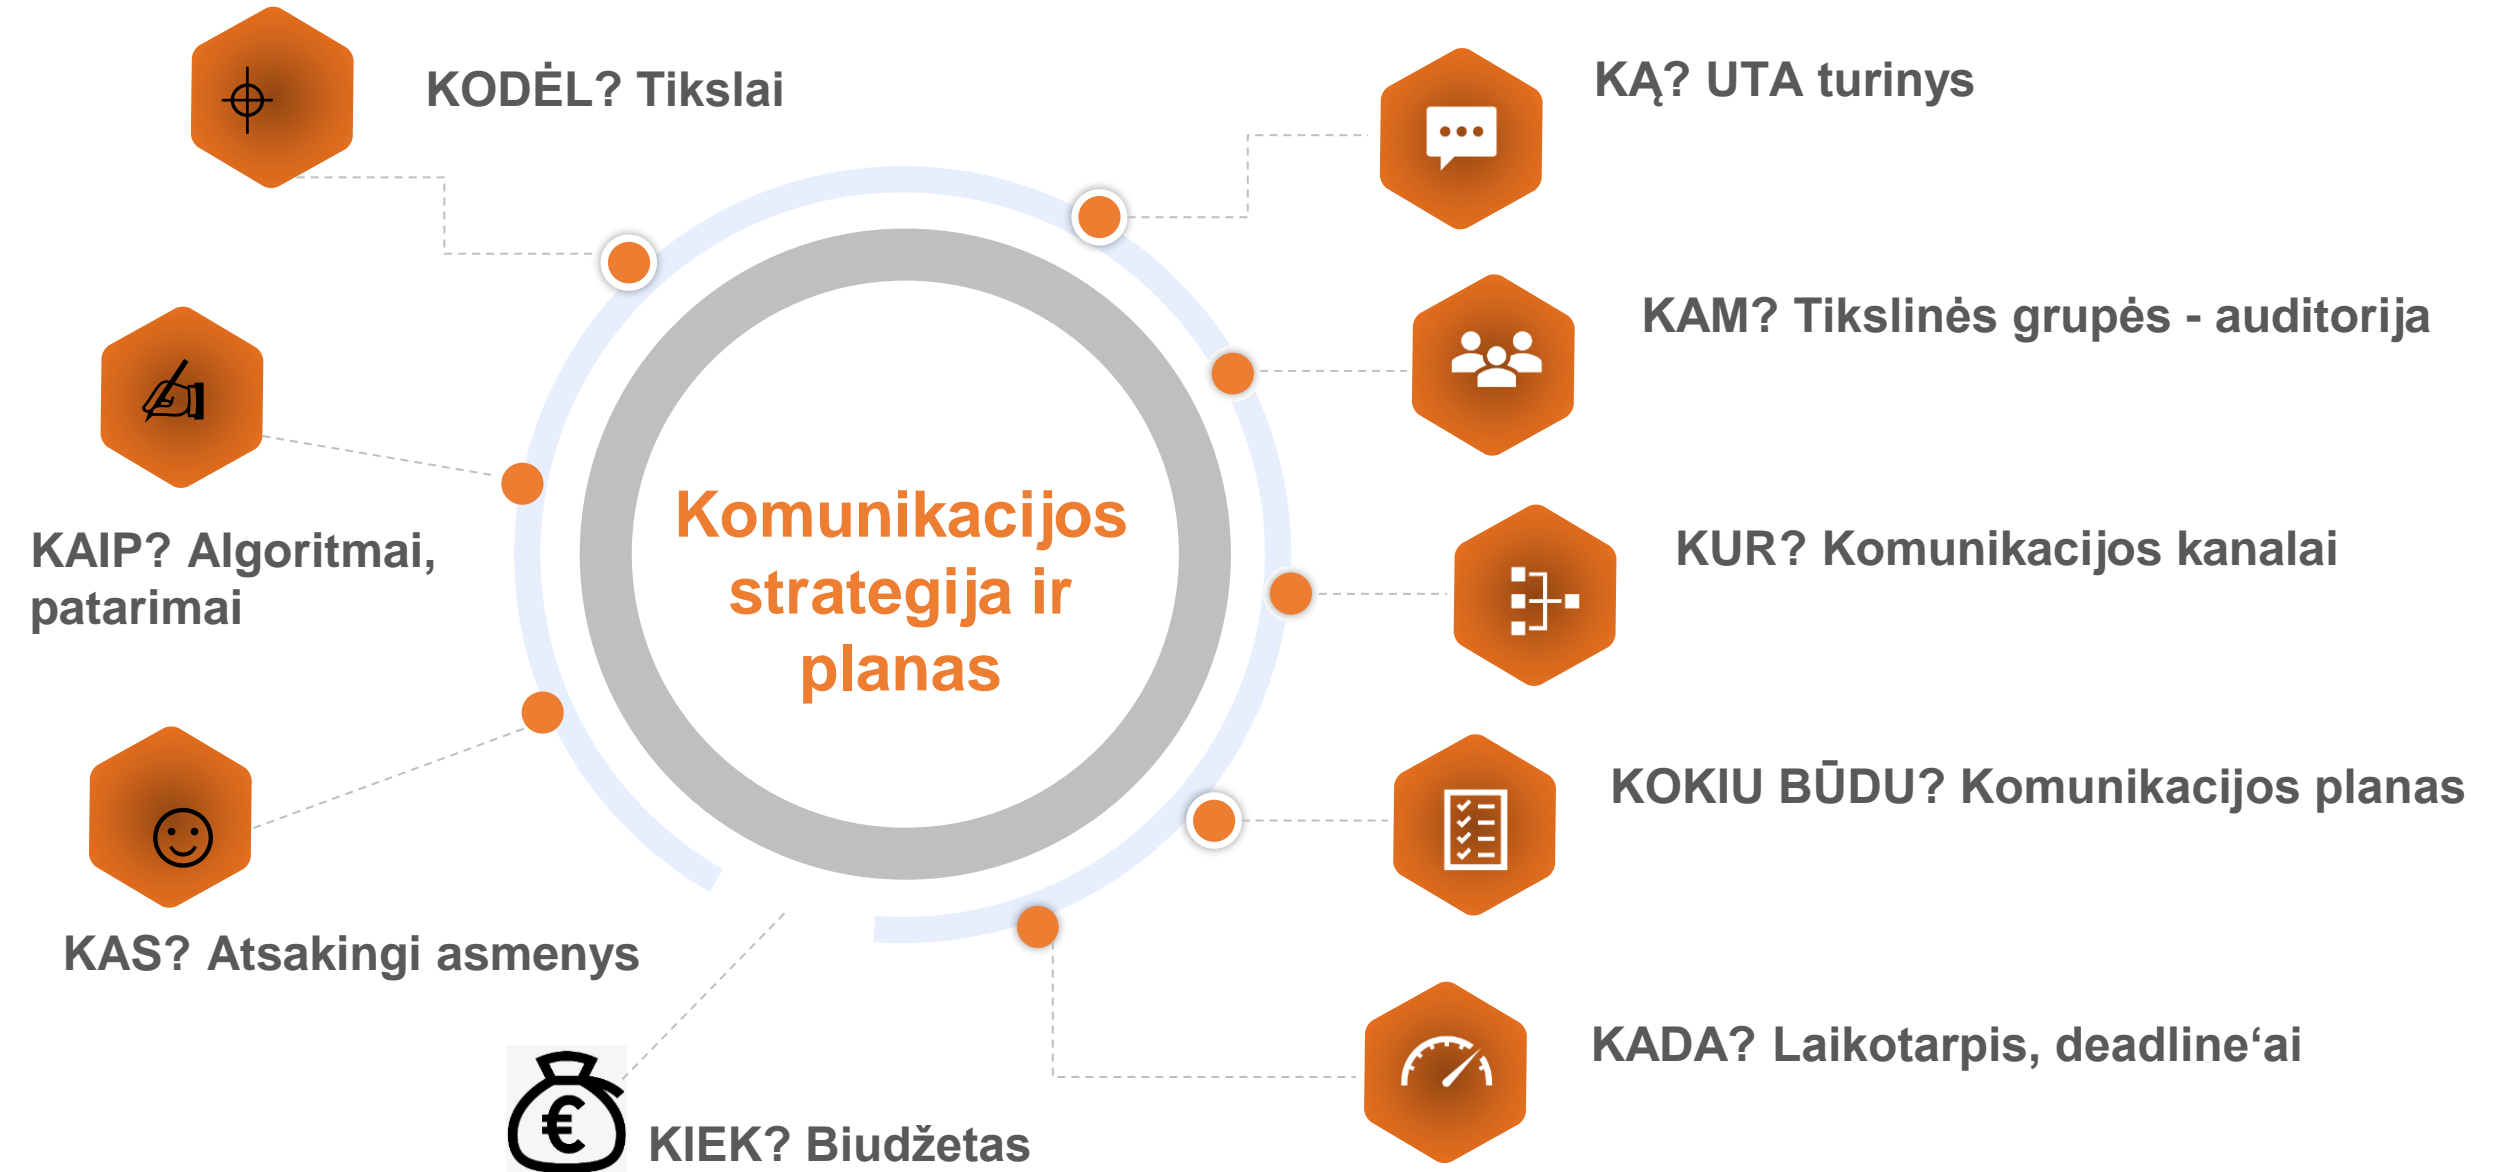 KODĖL? Tikslai
KĄ? UTA turinys
KAM? Tikslinės grupės - auditorija
KUR? Komunikacijos kanalai
KOKIU BŪDU? Komunikacijos planas
KADA? Laikotarpis, deadline‘ai
KIEK? Biudžetas
KAS? Atsakingi asmenys
KAIP? Algoritmai,
patarimai
Komunikacijos
strategija ir
planas
€